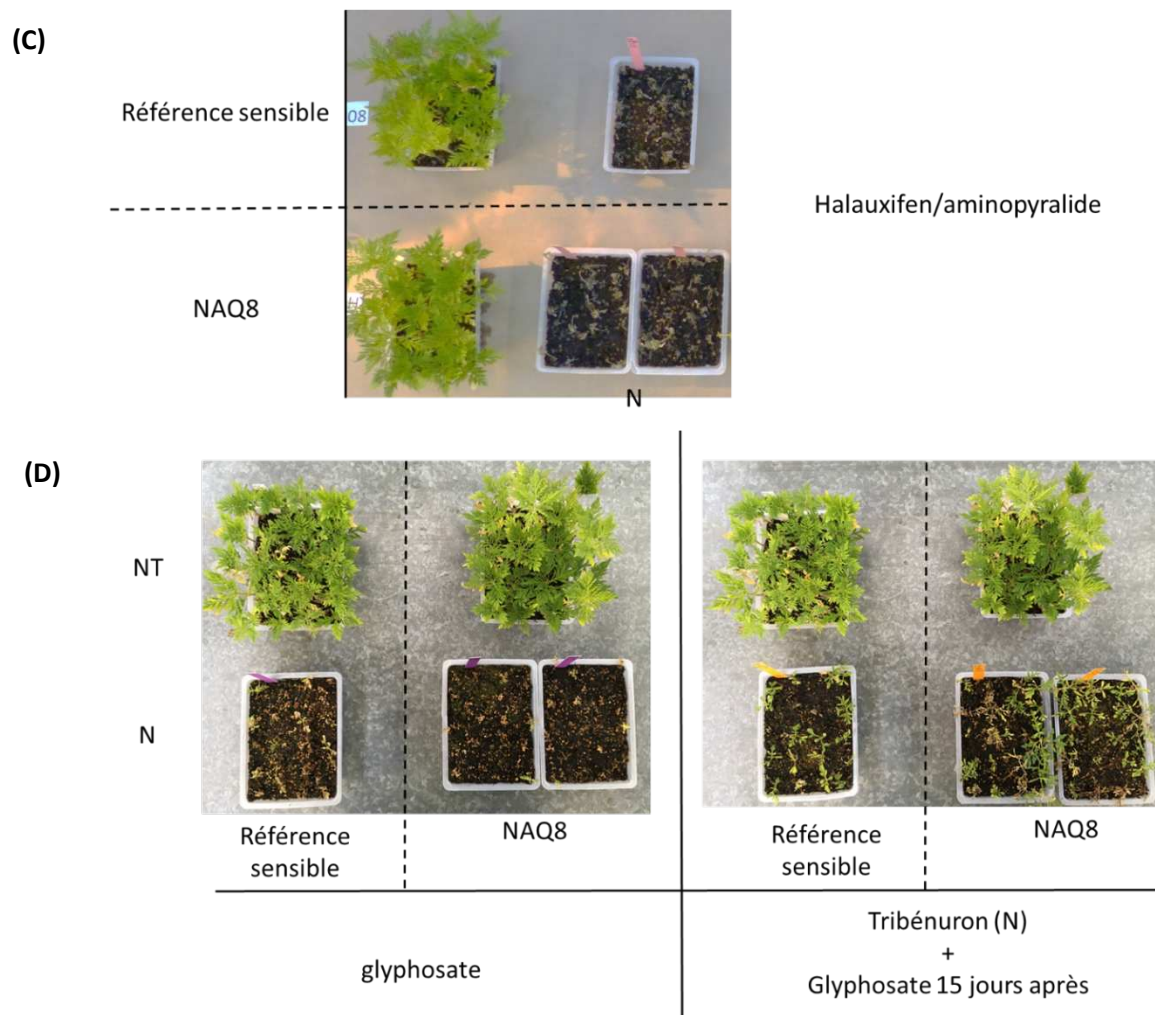 (C)
Référence sensible
08
Halauxifen/aminopyralide
NAQ8
N
(D)
NT
N
Référence
sensible
NAQ8
Référence
sensible
NAQ8
glyphosate
Tribénuron (N)
+
Glyphosate 15 jours après